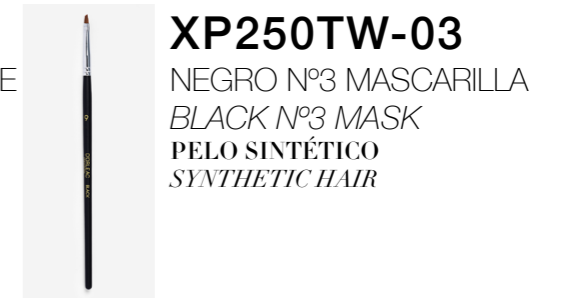 XP250TW-03
E
NEGRO Nº3 MASCARILLA
BLACK Nº3 MASK
PELO SINTÉTICO
SYNTHETIC HAIR